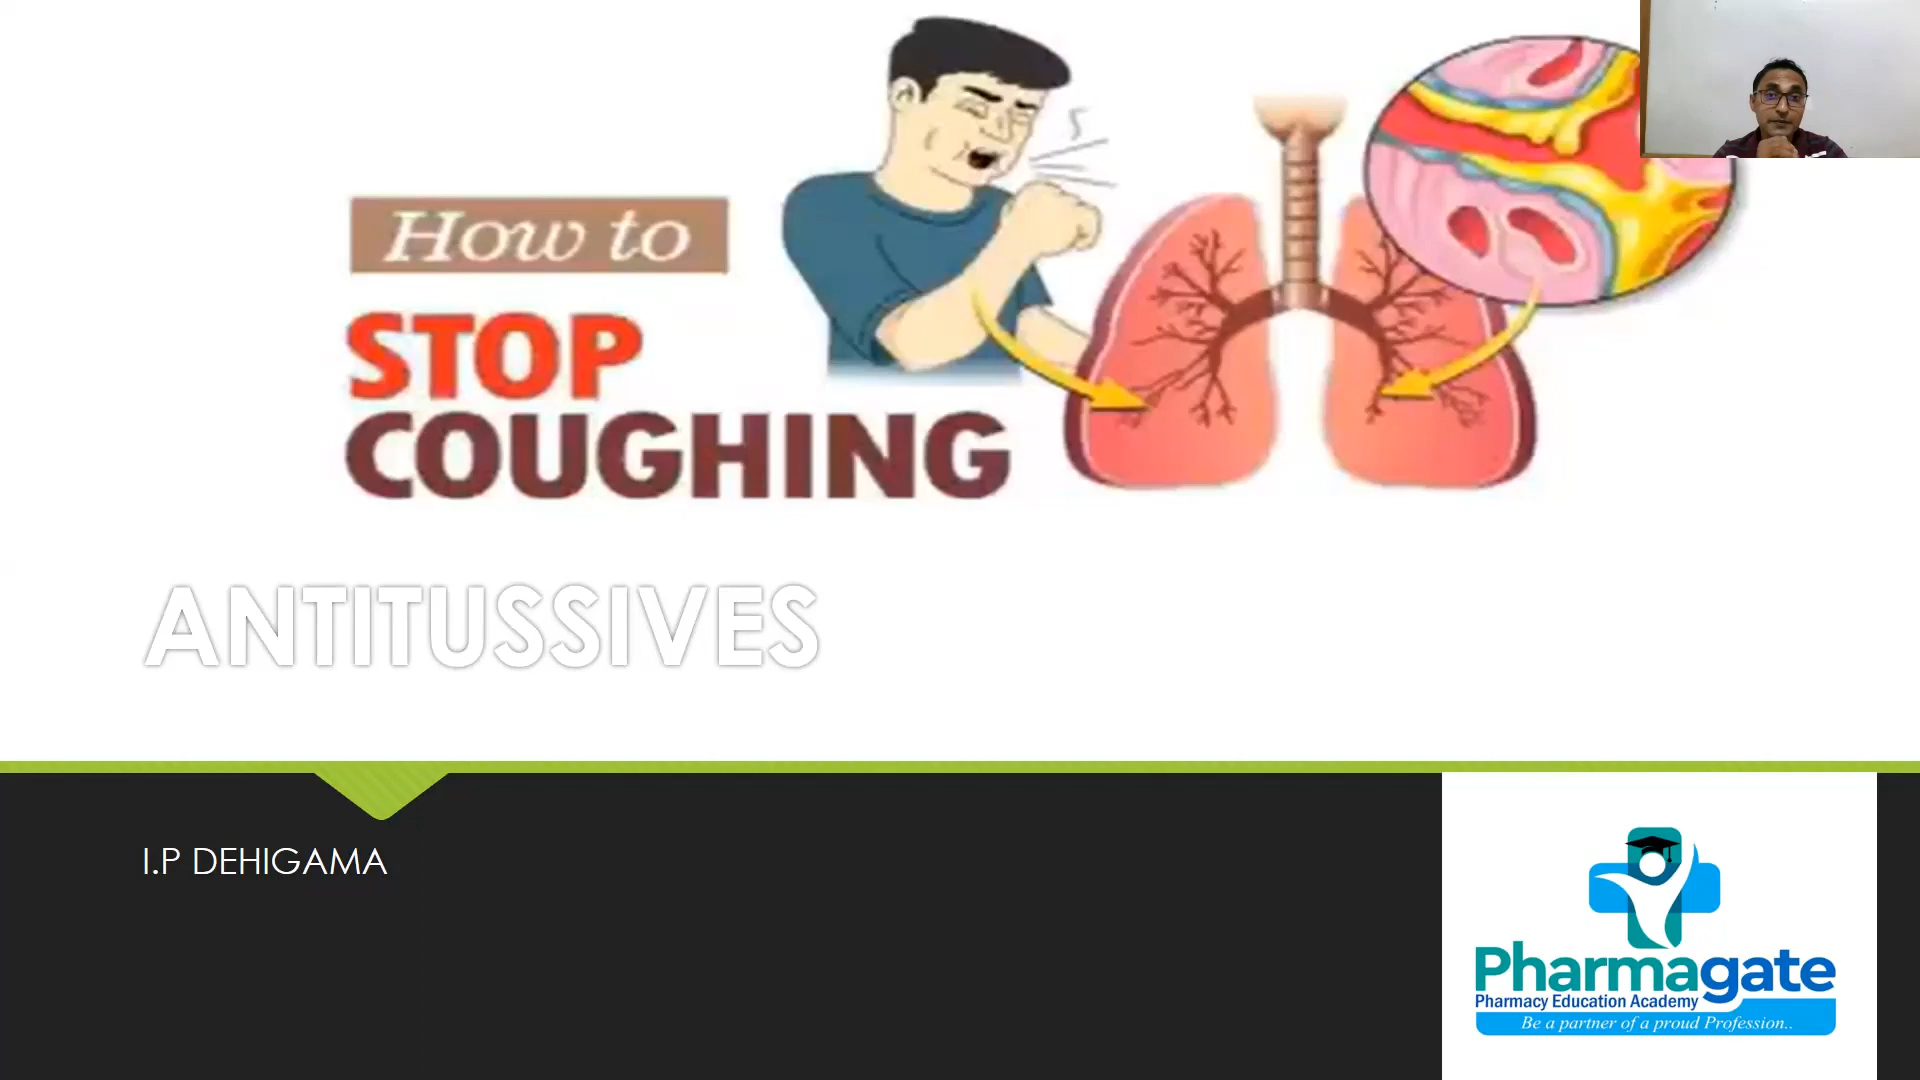 How to
STOP
COUGHING
ANTITUSSIVES
I.P DEHIGAMA
Pharmagate
Pharmacy Education Academy
Be a partner of a proud Profession..